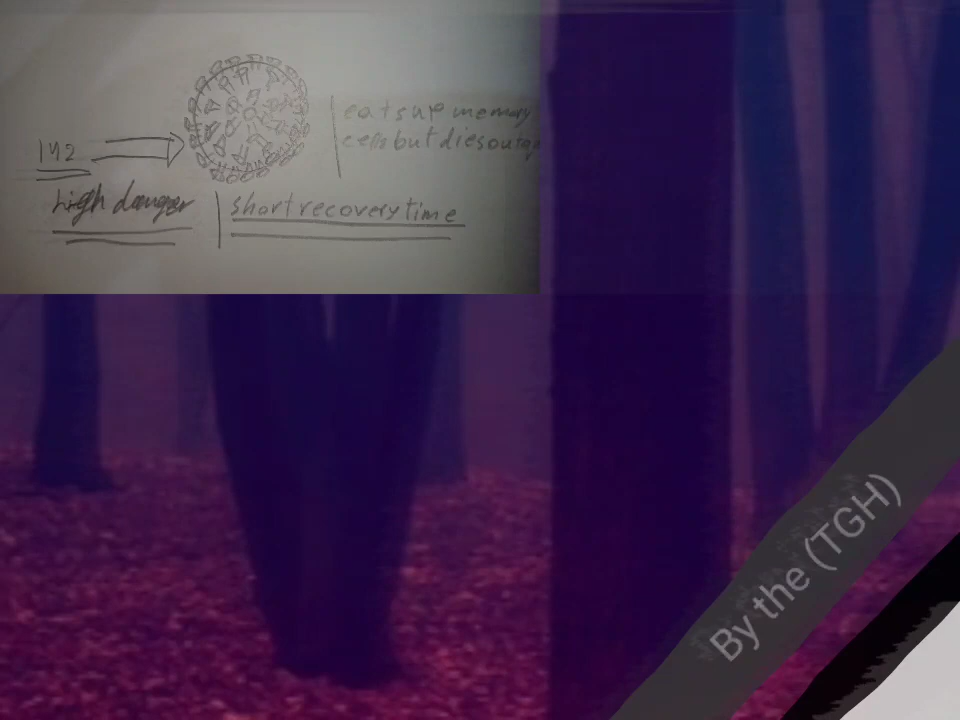 eats up memory
cells but dies
142
high danger
short recovery time
By the (TGH)